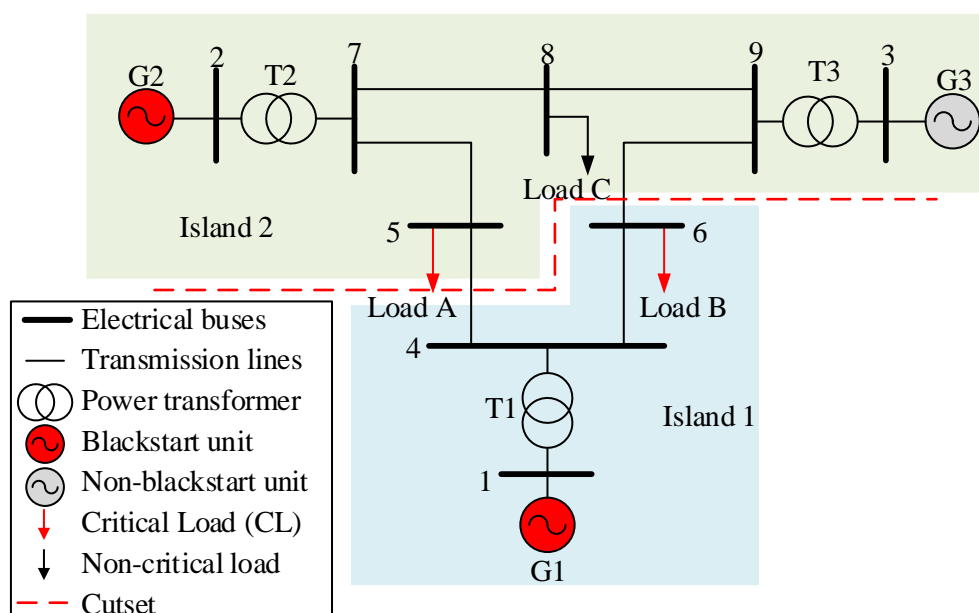 2
7
8
9
3
G2
T2
T3
G3
Load C
Island 2
5
6
Load A
Load B
4
T1
Island 1
1
G1
Electrical buses
Transmission lines
Power transformer
Blackstart unit
Non-blackstart unit
Critical Load (CL)
Non-critical load
Cutset